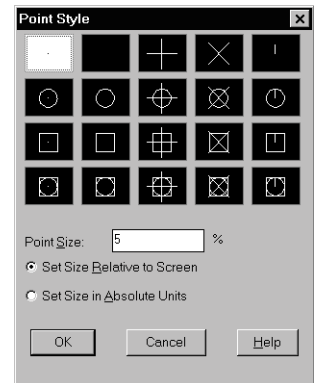 Point Style
Point Size: 5 %
Set Size Relative to Screen
Set Size in Absolute Units
OK Cancel Help